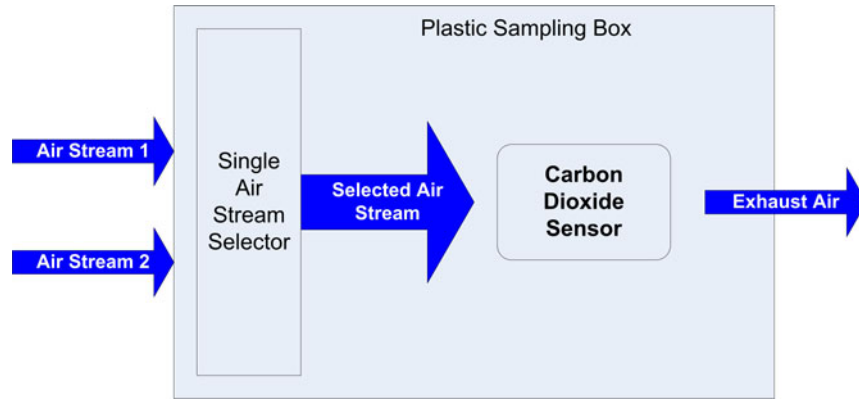 Plastic Sampling Box
Air Stream 1
Air Stream 2
Single
Air
Stream
Selector
Selected Air
Stream
Carbon
Dioxide
Sensor
Exhaust Air